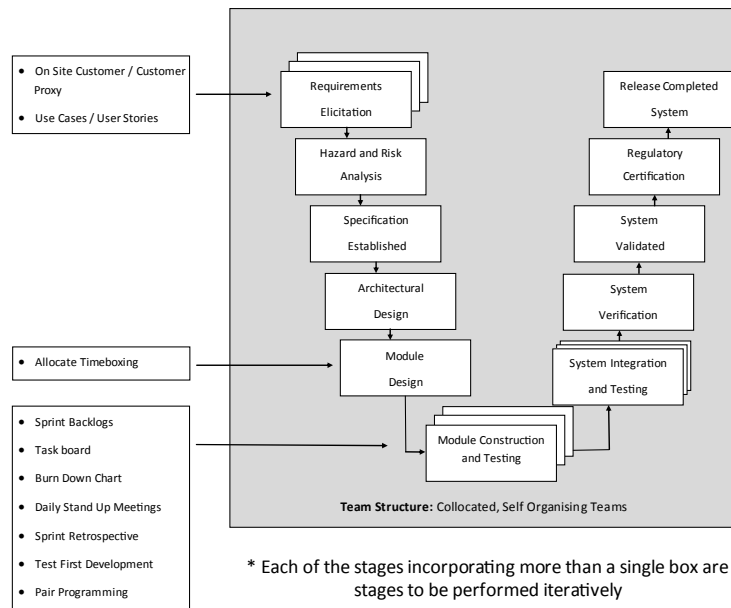 • On Site Customer / Customer
Proxy
• Use Cases / User Stories
Requirements
Elicitation
Hazard and Risk
Analysis
Specification
Established
Architectural
Design
• Allocate Timeboxing
Module
Design
• Sprint Backlogs
• Task board
• Burn Down Chart
• Daily Stand Up Meetings
• Sprint Retrospective
• Test First Development
• Pair Programming
Module Construction
and Testing
System Integration
and Testing
System
Verification
System
Validated
Regulatory
Certification
Release Completed
System
Team Structure: Collocated, Self Organising Teams
* Each of the stages incorporating more than a single box are
stages to be performed iteratively